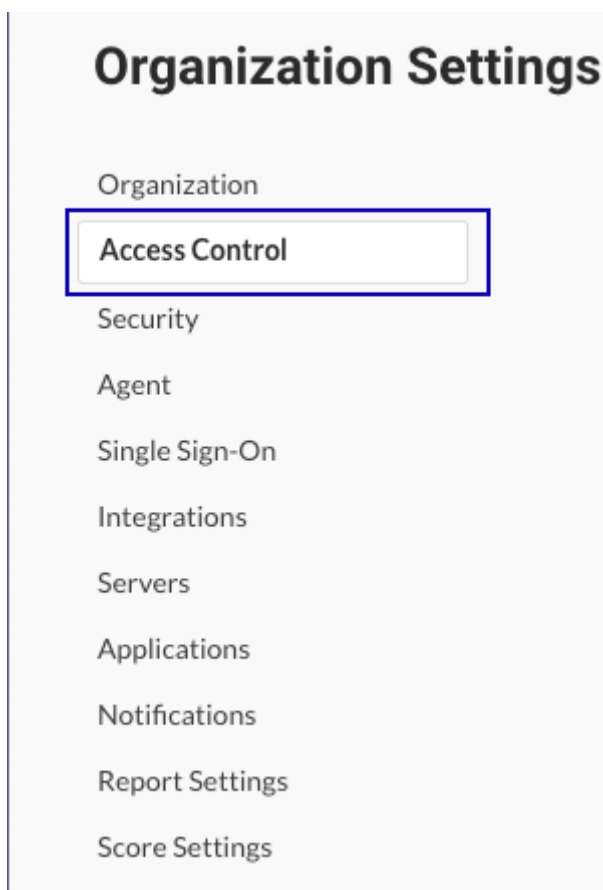 Organization Settings
Organization
Access Control
Security
Agent
Single Sign-On
Integrations
Servers
Applications
Notifications
Report Settings
Score Settings